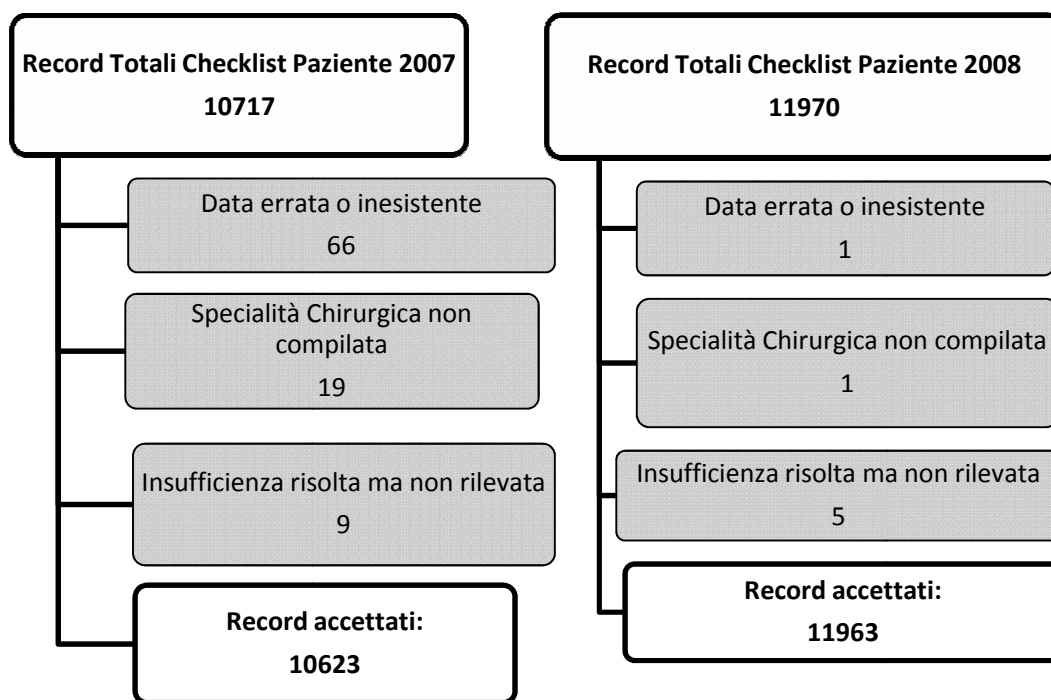 Record Totali Checklist Paziente 2007
10717
Data errata o inesistente
66
Specialità Chirurgica non
compilata
19
Insufficienza risolta ma non rilevata
9
Record accettati:
10623
Record Totali Checklist Paziente 2008
11970
Data errata o inesistente
1
Specialità Chirurgica non compilata
1
Insufficienza risolta ma non rilevata
5
Record accettati:
11963